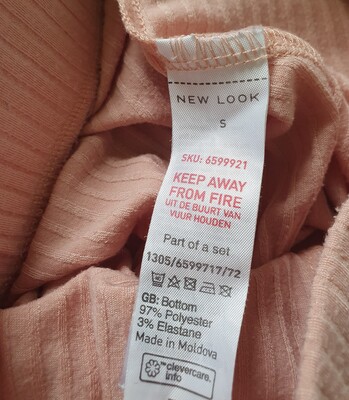 NEW LOOK
S
SKU: 6599921
KEEP AWAY
FROM FIRE
UIT DE BUURT VAN
VUUR HOUDEN
Part of a set
1305/6599717/72
GB: Bottom
97% Polyester
3% Elastane
Made in Moldova
clevercare.
info